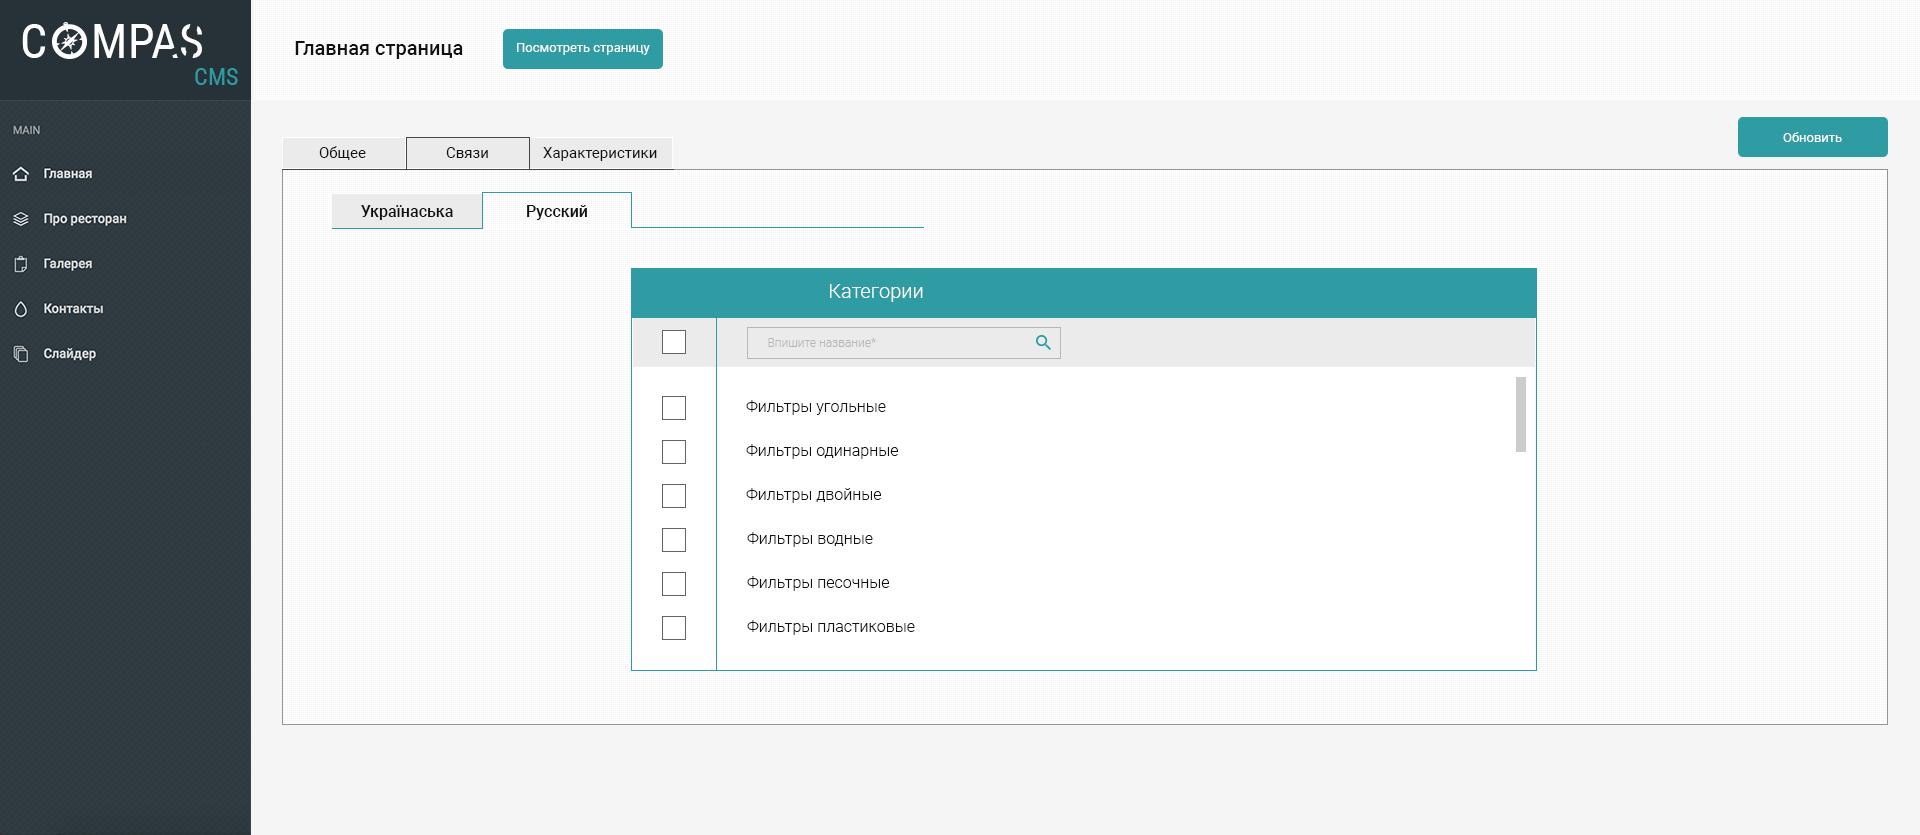 COMPAS
CMS
Главная страница
Посмотреть страницу
MAIN
Главная
Про ресторан
Галерея
Контакты
Слайдер
Обновить
Общее
Связи
Характеристики
Українаська
Русский
Категории
Впишите название*
Фильтры угольные
Фильтры одинарные
Фильтры двойные
Фильтры водные
Фильтры песочные
Фильтры пластиковые